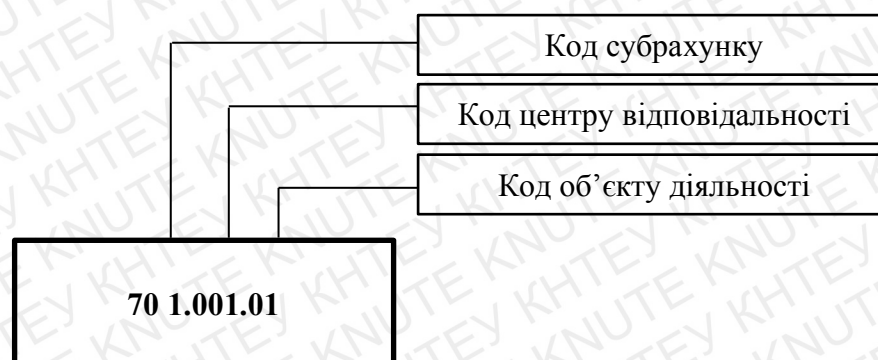 Код субрахунку
Код центру відповідальності
Код об’єкту діяльності
70 1.001.01